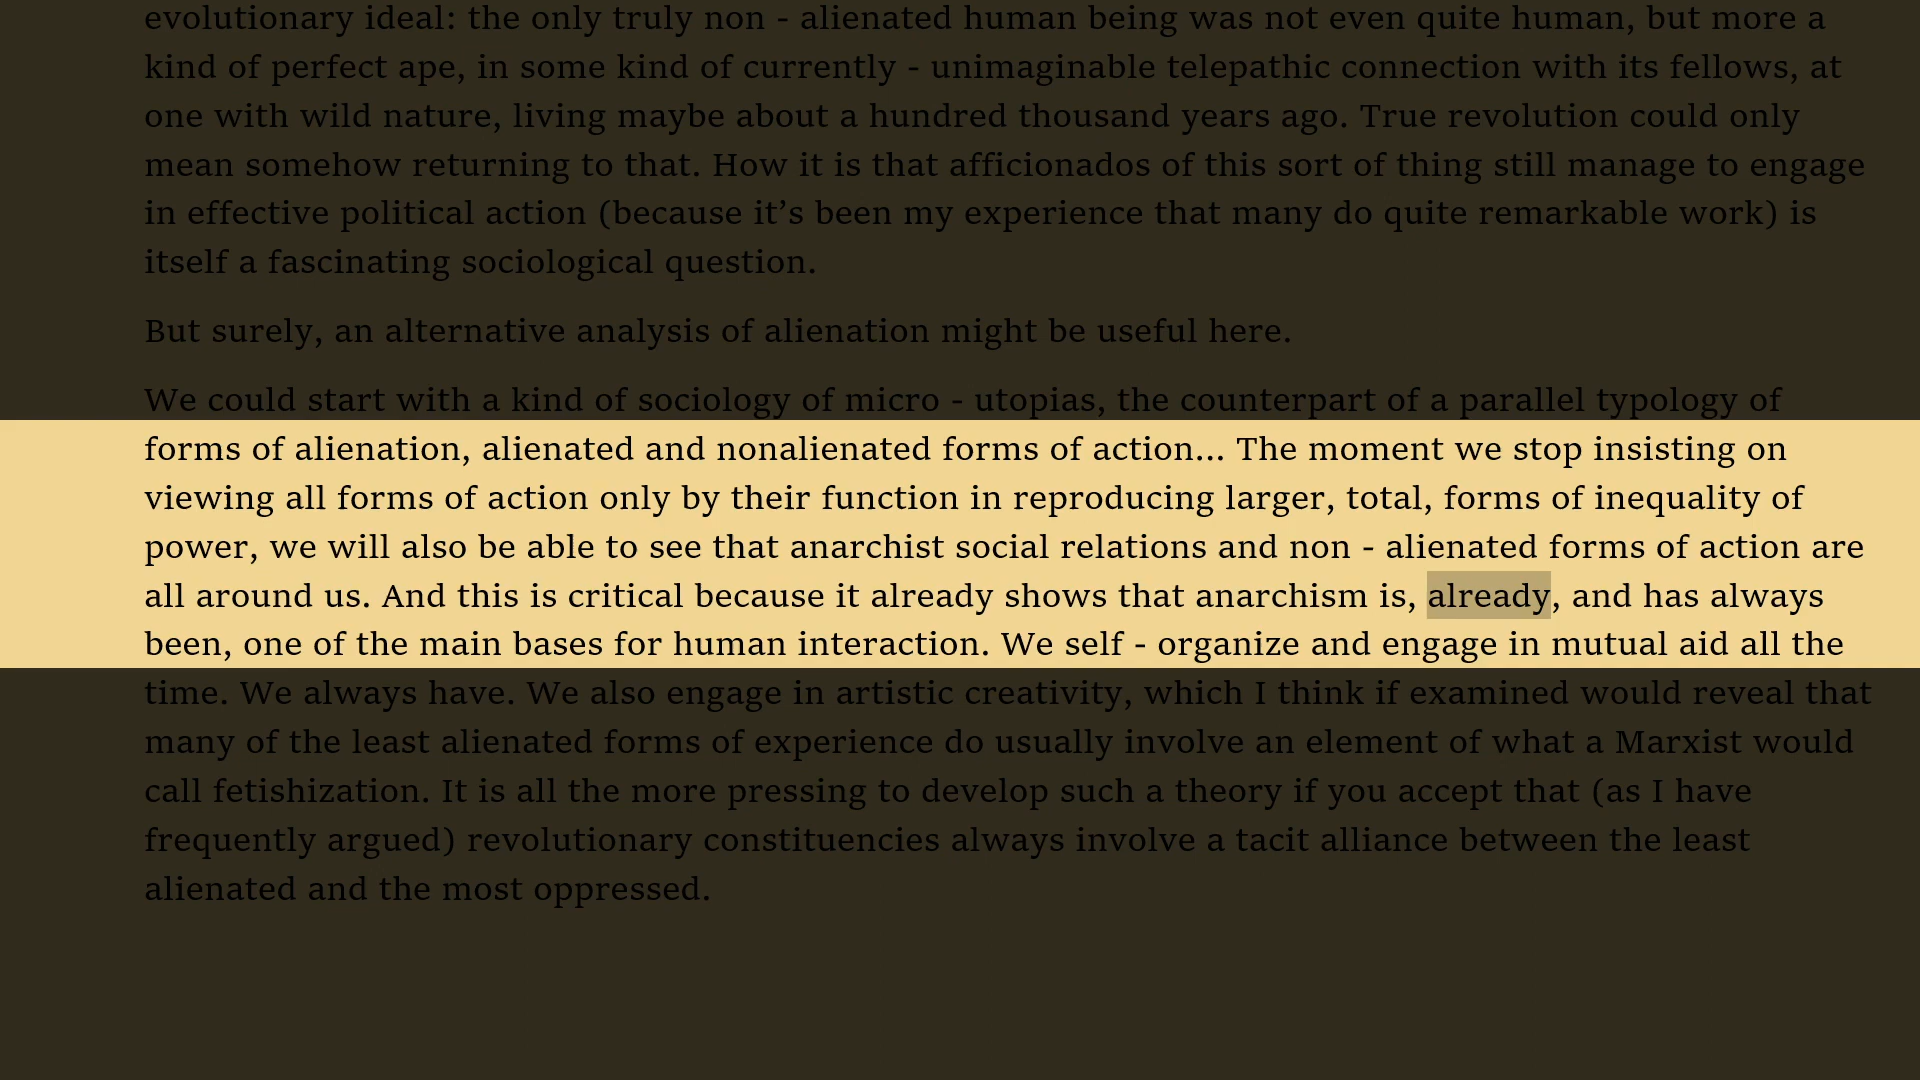 evolutionary ideal: the only truly non - alienated human being was not even quite human, but more a
kind of perfect ape, in some kind of currently - unimaginable telepathic connection with its fellows, at
one with wild nature, living maybe about a hundred thousand years ago. True revolution could only
mean somehow returning to that. How it is that afficionados of this sort of thing still manage to engage
in effective political action (because it’s been my experience that many do quite remarkable work) is
itself a fascinating sociological question.
But surely, an alternative analysis of alienation might be useful here.
We could start with a kind of sociology of micro - utopias, the counterpart of a parallel typology of
forms of alienation, alienated and nonalienated forms of action... The moment we stop insisting on
viewing all forms of action only by their function in reproducing larger, total, forms of inequality of
power, we will also be able to see that anarchist social relations and non - alienated forms of action are
all around us. And this is critical because it already shows that anarchism is, already, and has always
been, one of the main bases for human interaction. We self - organize and engage in mutual aid all the
time. We always have. We also engage in artistic creativity, which I think if examined would reveal that
many of the least alienated forms of experience do usually involve an element of what a Marxist would
call fetishization. It is all the more pressing to develop such a theory if you accept that (as I have
frequently argued) revolutionary constituencies always involve a tacit alliance between the least
alienated and the most oppressed.